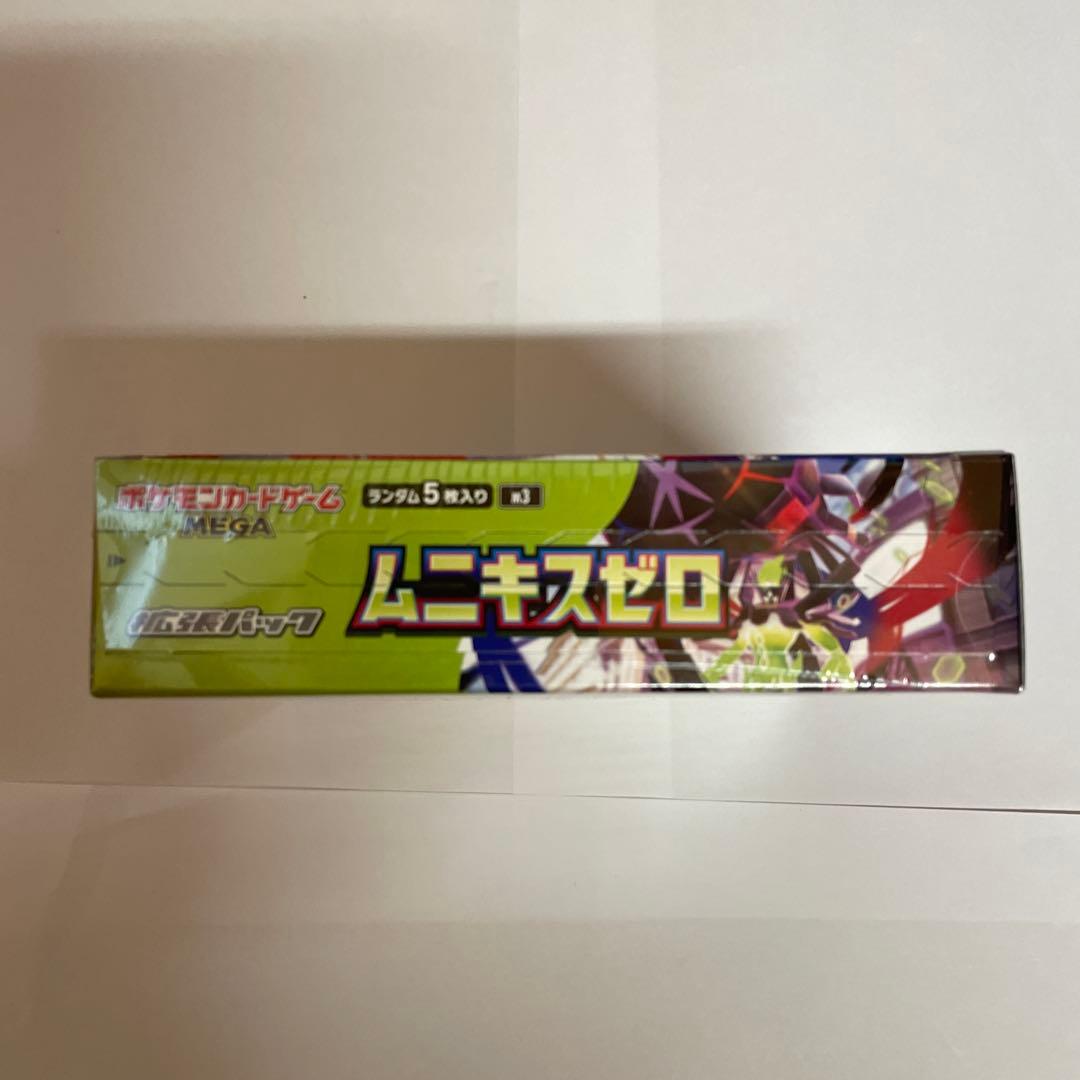 ポケモンカードゲーム
MEGA
ランダム5枚入り m3
ムニキスゼロ
拡張パック